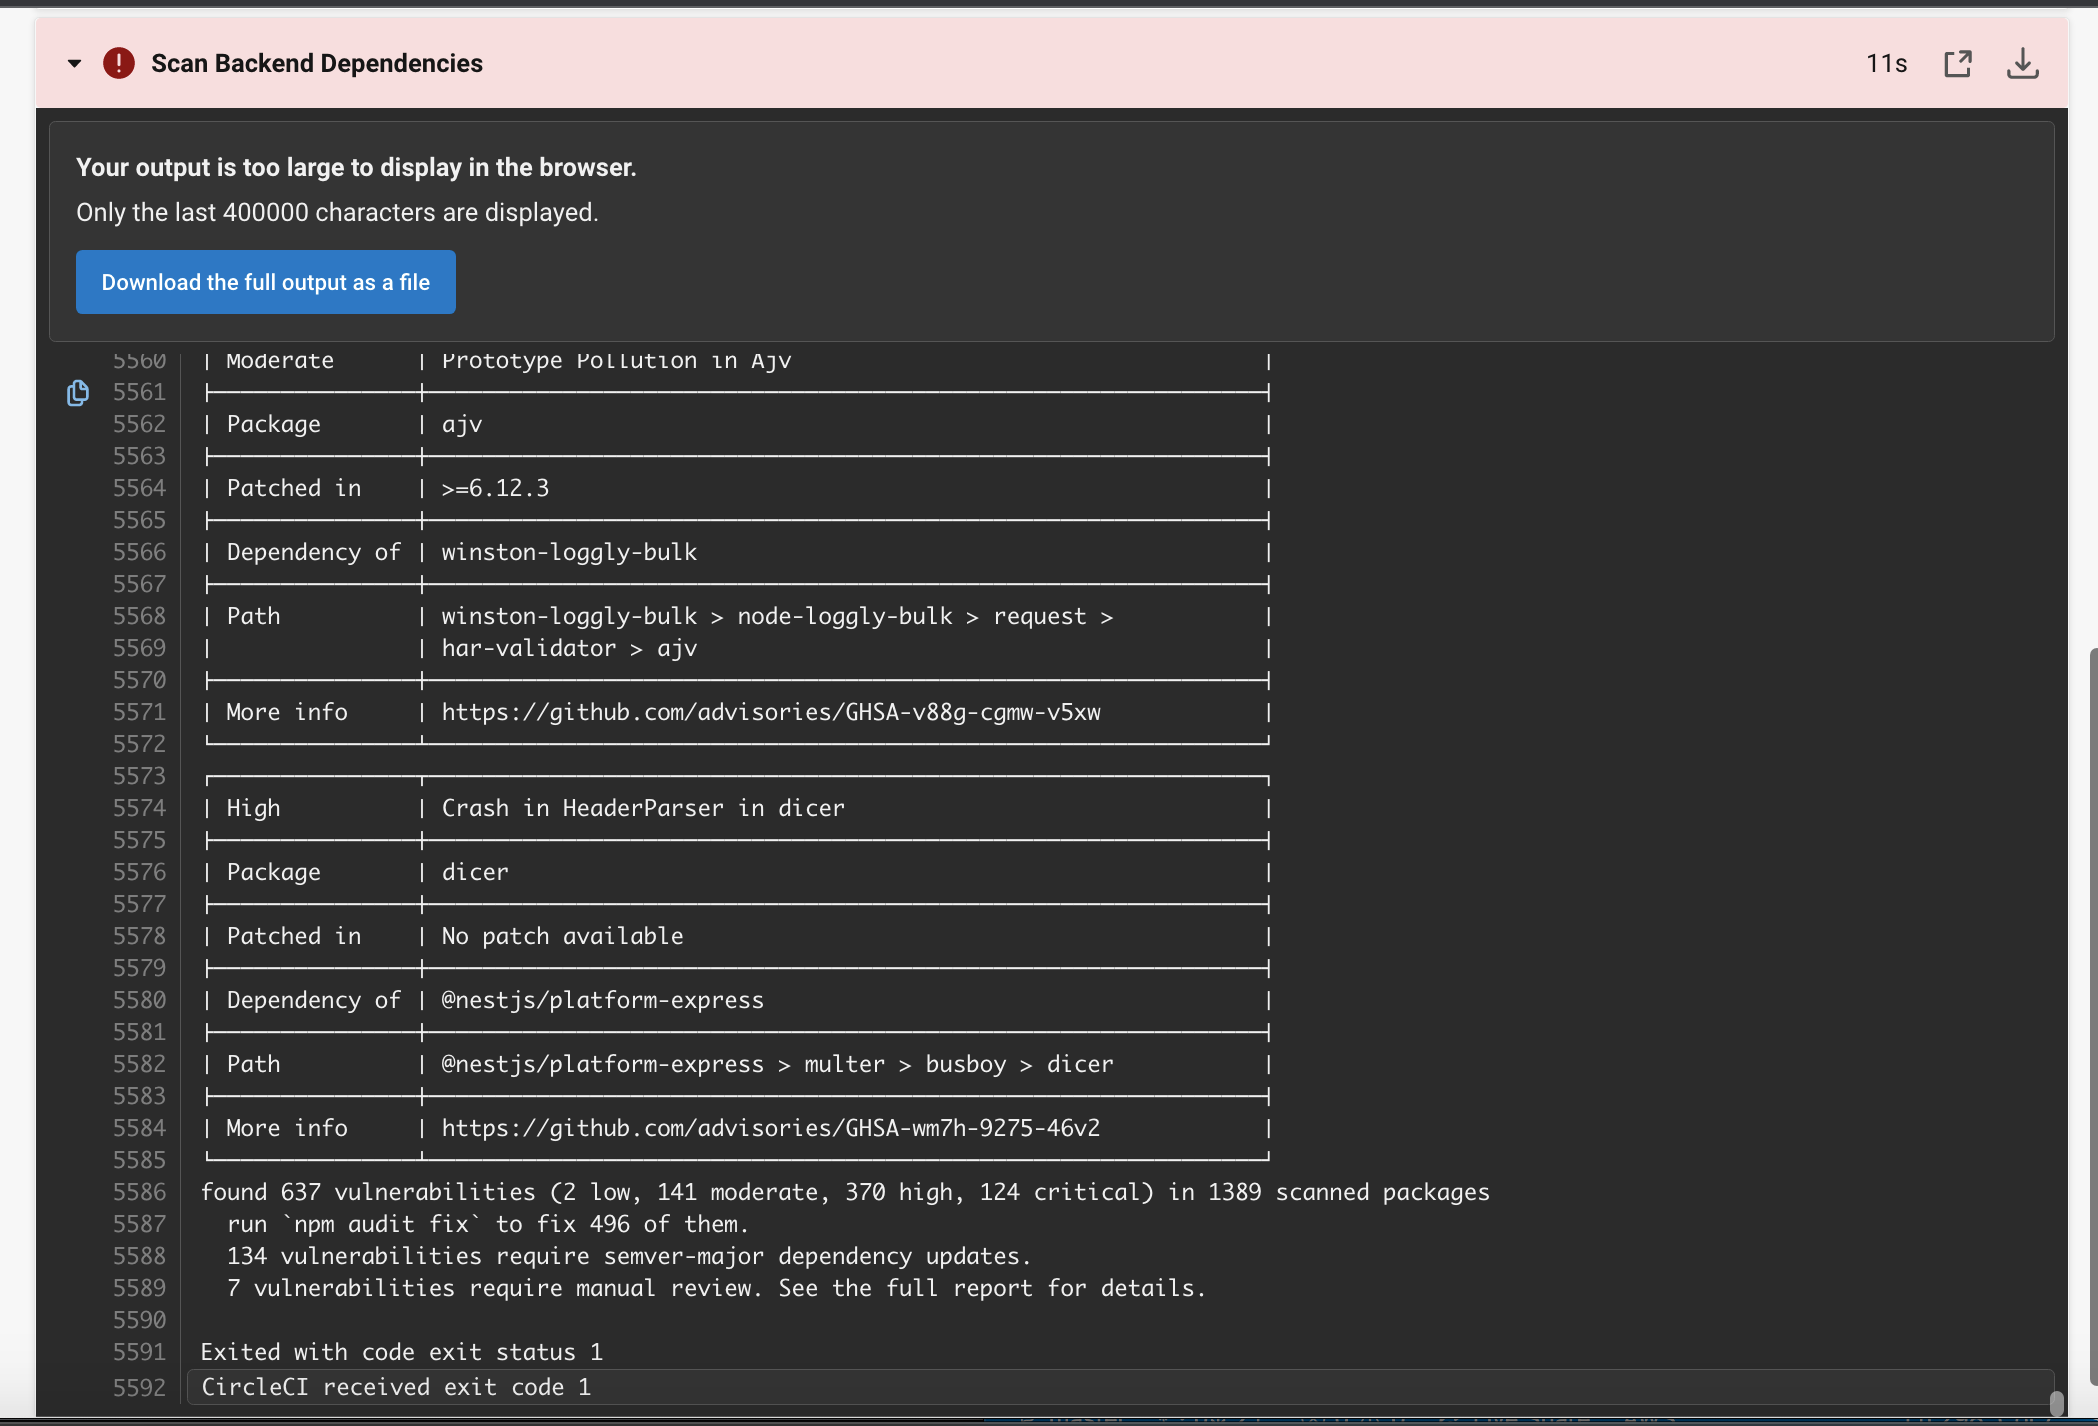 Scan Backend Dependencies
11s
Your output is too large to display in the browser.
Only the last 400000 characters are displayed.
Download the full output as a file
5560 | Moderate | Prototype Pollution in Ajv |
5561
5562 | Package | ajv |
5563
5564 | Patched in | >=6.12.3 |
5565
5566 | Dependency of | winston-loggly-bulk |
5567
5568 | Path | winston-loggly-bulk > node-loggly-bulk > request > |
5569 | | har-validator > ajv |
5570
5571 | More info | https://github.com/advisories/GHSA-v88g-cgmw-v5xw |
5572
5573
5574 | High | Crash in HeaderParser in dicer |
5575
5576 | Package | dicer |
5577
5578 | Patched in | No patch available |
5579
5580 | Dependency of | @nestjs/platform-express |
5581
5582 | Path | @nestjs/platform-express > multer > busboy > dicer |
5583
5584 | More info | https://github.com/advisories/GHSA-wm7h-9275-46v2 |
5585
5586 found 637 vulnerabilities (2 low, 141 moderate, 370 high, 124 critical) in 1389 scanned packages
5587 run `npm audit fix` to fix 496 of them.
5588 134 vulnerabilities require semver-major dependency updates.
5589 7 vulnerabilities require manual review. See the full report for details.
5590
5591 Exited with code exit status 1
5592 CircleCI received exit code 1